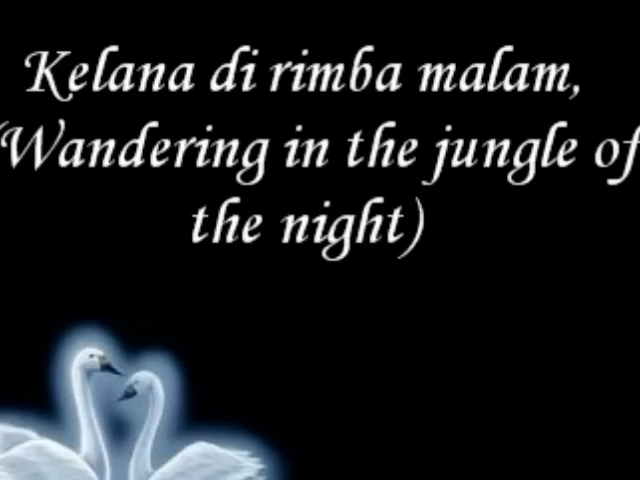 Kelana di rimba malam,
(Wandering in the jungle of
the night)